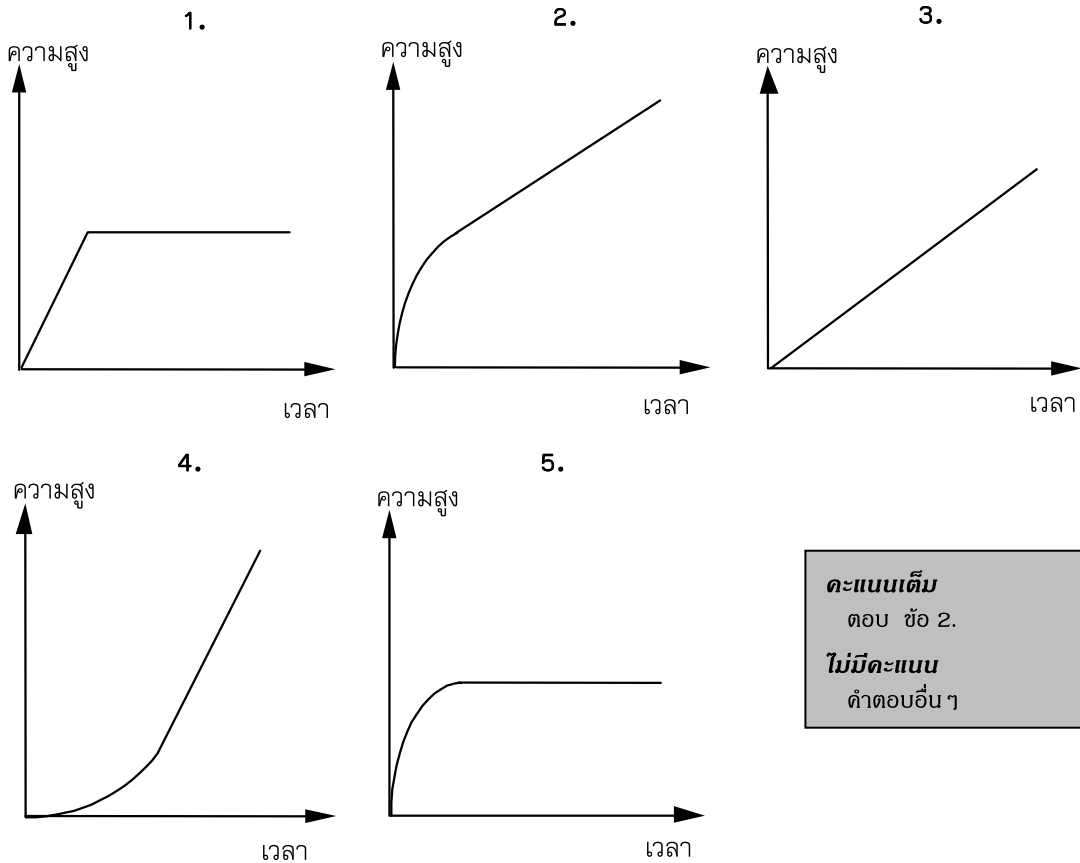 1.
ความสูง
เวลา
2.
ความสูง
เวลา
3.
ความสูง
เวลา
4.
ความสูง
เวลา
5.
ความสูง
เวลา
คะแนนเต็ม
ตอบ ข้อ 2.
ไม่มีคะแนน
คำตอบอื่น ๆ